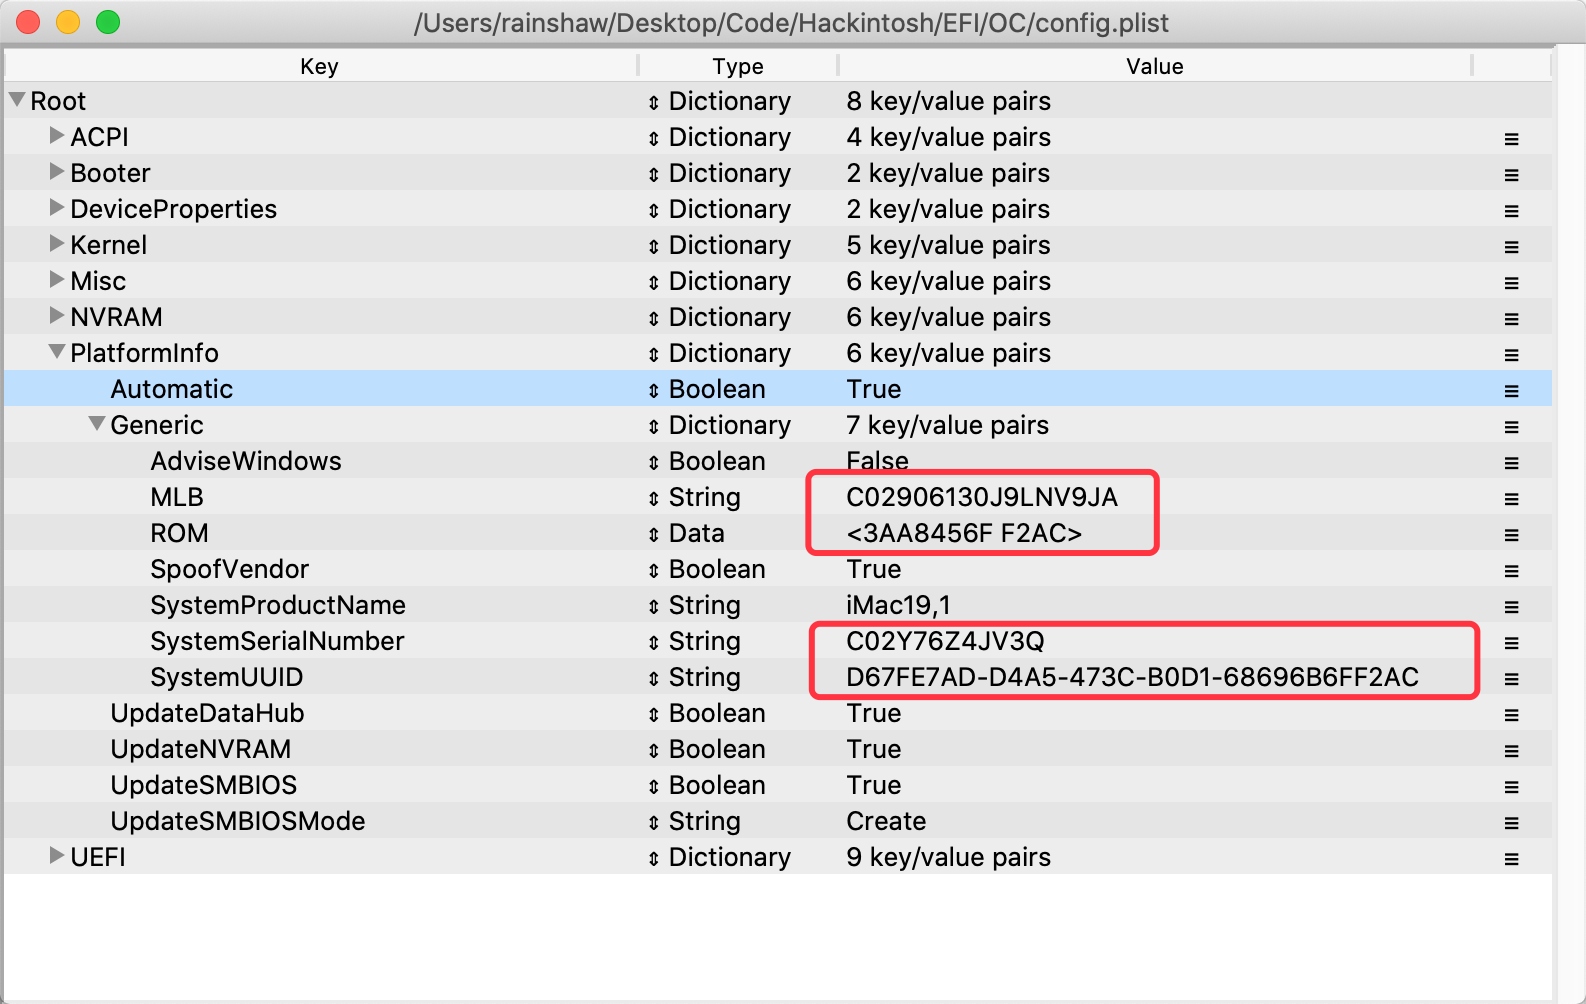 /Users/rainshaw/Desktop/Code/Hackintosh/EFI/OC/config.plist
Key Type Value
Root Dictionary 8 key/value pairs
ACPI Dictionary 4 key/value pairs
Booter Dictionary 2 key/value pairs
DeviceProperties Dictionary 2 key/value pairs
Kernel Dictionary 5 key/value pairs
Misc Dictionary 6 key/value pairs
NVRAM Dictionary 6 key/value pairs
PlatformInfo Dictionary 6 key/value pairs
Automatic Boolean True
Generic Dictionary 7 key/value pairs
AdviseWindows Boolean False
MLB String C02906130J9LNV9JA
ROM Data <3AA8456F F2AC>
SpoofVendor Boolean True
SystemProductName String iMac19,1
SystemSerialNumber String C02Y76Z4JV3Q
SystemUUID String D67FE7AD-D4A5-473C-B0D1-68696B6FF2AC
UpdateDataHub Boolean True
UpdateNVRAM Boolean True
UpdateSMBIOS Boolean True
UpdateSMBIOSMode String Create
UEFI Dictionary 9 key/value pairs